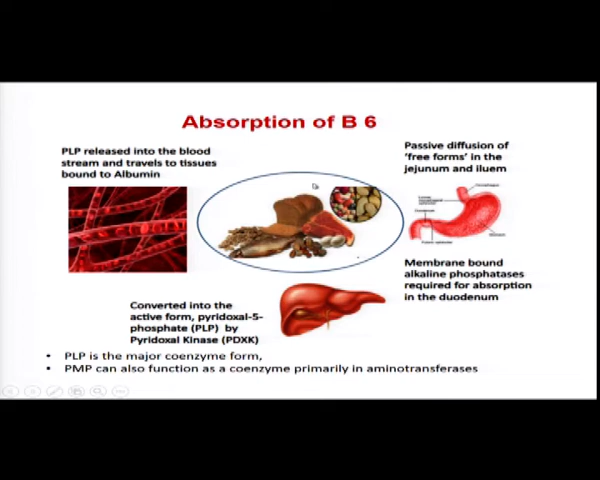 Absorption of B 6
PLP released into the blood
stream and travels to tissues
bound to Albumin
Passive diffusion of
'free forms' in the
jejunum and iluem
Membrane bound
alkaline phosphatases
required for absorption
in the duodenum
Converted into the
active form, pyridoxal-5-
phosphate (PLP) by
Pyridoxal Kinase (PDXK)
• PLP is the major coenzyme form,
• PMP can also function as a coenzyme primarily in aminotransferases